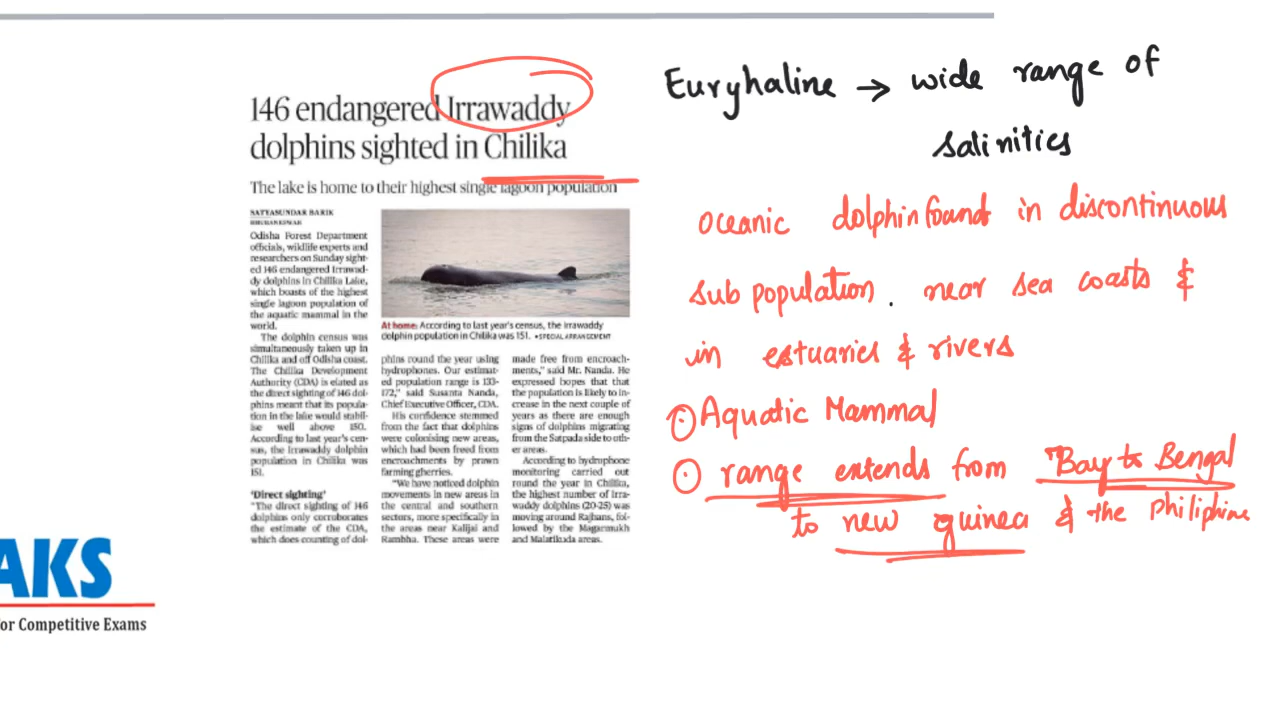 146 endangered Irrawaddy
dolphins sighted in Chilika
The lake is home to their highest single lagoon population
SATYASUNDAR BARIK
BHUBANESWAR
Odisha Forest Department
officials, wildlife experts and
researchers on Sunday sight-
ed 146 endangered Irrawad-
dy dolphins in Chilika Lake,
which boasts of the highest
single lagoon population of
the aquatic mammal in the
world.
The dolphin census was
simultaneously taken up in
Chilika and off Odisha coast.
The Chilika Development
Authority (CDA) is elated as
the direct sighting of 146 dol-
phins meant that its popula-
tion in the lake would stabil-
ise well above 150.
According to last year's cen-
sus, the Irrawaddy dolphin
population in Chilika was
151.
'Direct sighting'
"The direct sighting of 146
dolphins only corroborates
the estimate of the CDA,
which does counting of dol-
At home: According to last year's census, the Irrawaddy
dolphin population in Chilika was 151. •SPECIAL ARRANGEMENT
phins round the year using
hydrophones. Our estimat-
ed population range is 133-
172," said Susanta Nanda,
Chief Executive Officer, CDA.
His confidence stemmed
from the fact that dolphins
were colonising new areas,
which had been freed from
encroachments by prawn
farming gherries.
"We have noticed dolphin
movements in new areas in
the central and southern
sectors, more specifically in
the areas near Kalijai and
Rambha. These areas were
made free from encroach-
ments," said Mr. Nanda. He
expressed hopes that that
the population is likely to in-
crease in the next couple of
years as there are enough
signs of dolphins migrating
from the Satpada side to oth-
er areas.
According to hydrophone
monitoring carried out
round the year in Chilika,
the highest number of Irra-
waddy dolphins (20-25) was
moving around Rajhans, fol-
lowed by the Magarmukh
and Malatikuda areas.
Euryhaline → wide range of
salinities
oceanic dolphin found in discontinuous
sub population. near sea coasts &
in estuaries & rivers
Aquatic Mammal
range extends from Bay to Bengal
to new guinea & the Philiphine
AKS
or Competitive Exams